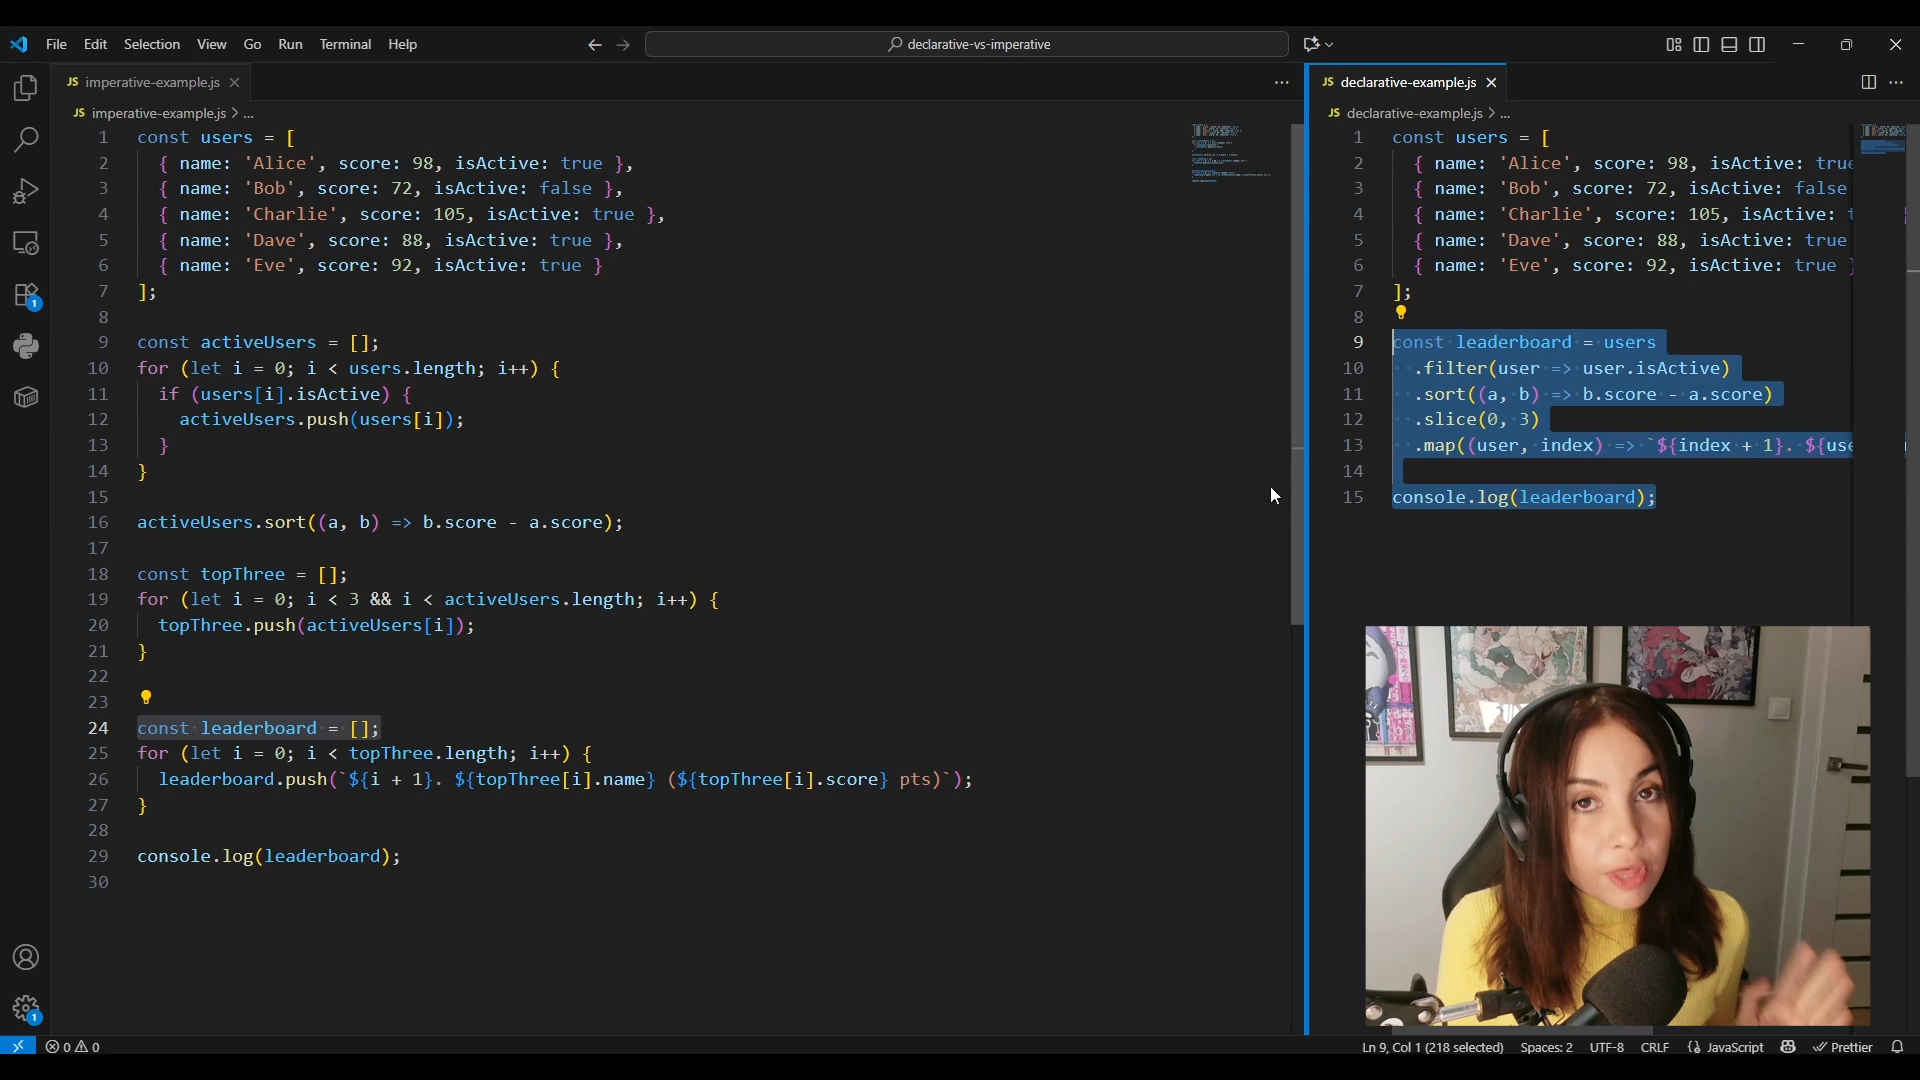 File Edit Selection View Go Run Terminal Help
declarative-vs-imperative
JS imperative-example.js
JS imperative-example.js > ...
1 const users = [
2 { name: 'Alice', score: 98, isActive: true },
3 { name: 'Bob', score: 72, isActive: false },
4 { name: 'Charlie', score: 105, isActive: true },
5 { name: 'Dave', score: 88, isActive: true },
6 { name: 'Eve', score: 92, isActive: true }
7 ];
8
9 const activeUsers = [];
10 for (let i = 0; i < users.length; i++) {
11 if (users[i].isActive) {
12 activeUsers.push(users[i]);
13 }
14 }
15
16 activeUsers.sort((a, b) => b.score - a.score);
17
18 const topThree = [];
19 for (let i = 0; i < 3 && i < activeUsers.length; i++) {
20 topThree.push(activeUsers[i]);
21 }
22
23
24 const leaderboard = [];
25 for (let i = 0; i < topThree.length; i++) {
26 leaderboard.push(`${i + 1}. ${topThree[i].name} (${topThree[i].score} pts)`);
27 }
28
29 console.log(leaderboard);
30
JS declarative-example.js
JS declarative-example.js > ...
1 const users = [
2 { name: 'Alice', score: 98, isActive: true
3 { name: 'Bob', score: 72, isActive: false
4 { name: 'Charlie', score: 105, isActive: t
5 { name: 'Dave', score: 88, isActive: true
6 { name: 'Eve', score: 92, isActive: true }
7 ];
8
9 const leaderboard = users
10 .filter(user => user.isActive)
11 .sort((a, b) => b.score - a.score)
12 .slice(0, 3)
13 .map((user, index) => `${index + 1}. ${use
14
15 console.log(leaderboard);
1
1
0 0
Ln 9, Col 1 (218 selected) Spaces: 2 UTF-8 CRLF {} JavaScript Prettier